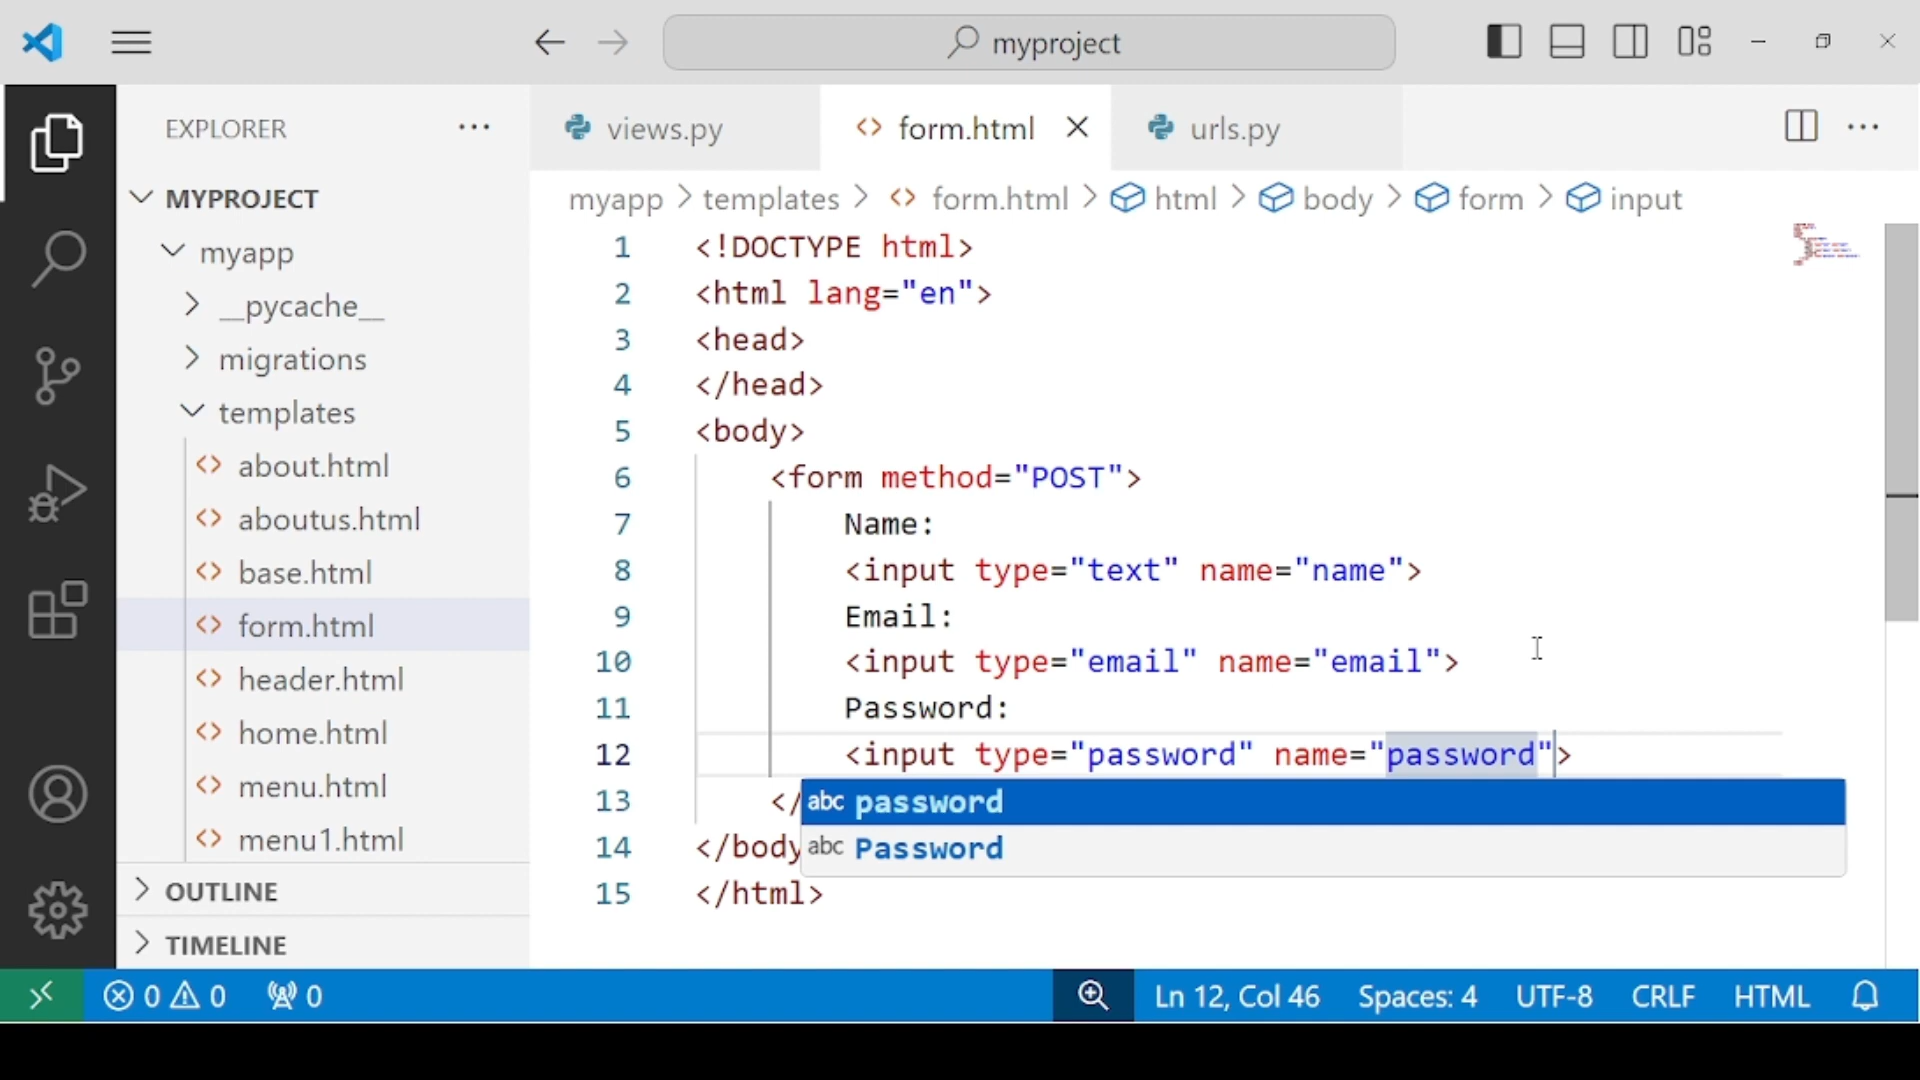 myproject
EXPLORER
views.py
form.html
urls.py
MYPROJECT
myapp
__pycache__
migrations
templates
about.html
aboutus.html
base.html
form.html
header.html
home.html
menu.html
menu1.html
OUTLINE
TIMELINE
myapp > templates > <> form.html > html > body > form > input
1 <!DOCTYPE html>
2 <html lang="en">
3 <head>
4 </head>
5 <body>
6 <form method="POST">
7 Name:
8 <input type="text" name="name">
9 Email:
10 <input type="email" name="email">
11 Password:
12 <input type="password" name="password">
13 </
abc password
14 </body
abc Password
15 </html>
0 0 0
Ln 12, Col 46 Spaces: 4 UTF-8 CRLF HTML